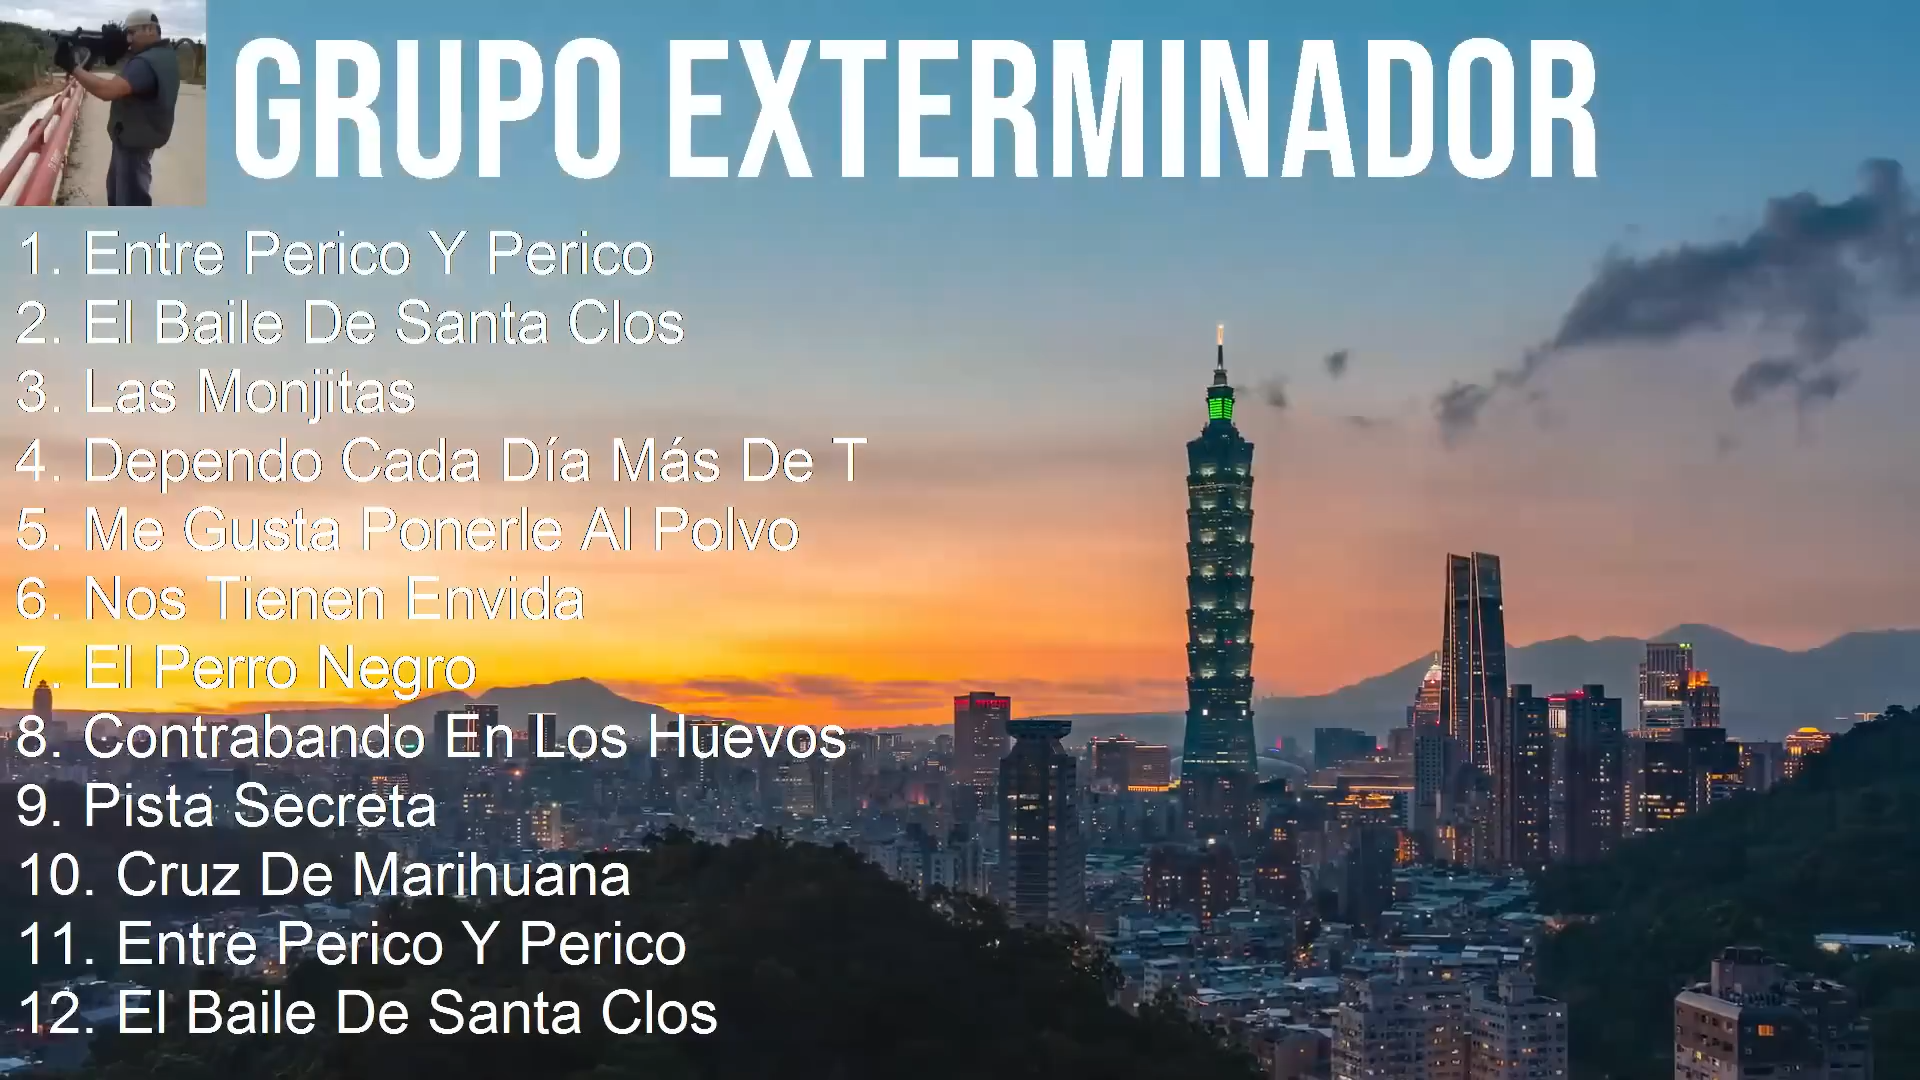 GRUPO EXTERMINADOR
1. Entre Perico Y Perico
2. El Baile De Santa Clos
3. Las Monjitas
4. Dependo Cada Día Más De T
5. Me Gusta Ponerle Al Polvo
6. Nos Tienen Envida
7. El Perro Negro
8. Contrabando En Los Huevos
9. Pista Secreta
10. Cruz De Marihuana
11. Entre Perico Y Perico
12. El Baile De Santa Clos